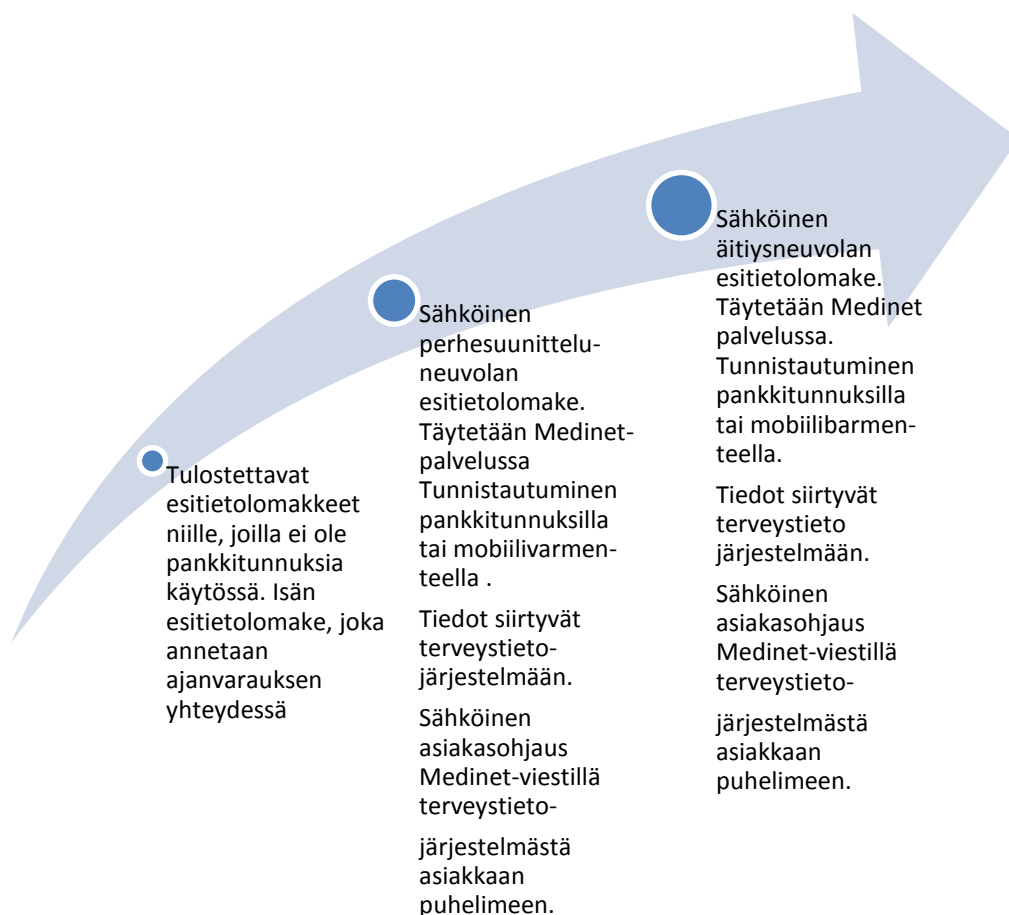 Tulostettavat
esitietolomakkeet
niille, joilla ei ole
pankkitunnuksia
käytössä. Isän
esitietolomake, joka
annetaan
ajanvarauksen
yhteydessä
Sähköinen
perhesuunittelu-
neuvolan
esitietolomake.
Täytetään Medinet-
palvelussa
Tunnistautuminen
pankkitunnuksilla
tai mobiilivarmen-
teella .
Tiedot siirtyvät
terveystieto-
järjestelmään.
Sähköinen
asiakasohjaus
Medinet-viestillä
terveystieto-
järjestelmästä
asiakkaan
puhelimeen.
Sähköinen
äitiysneuvolan
esitietolomake.
Täytetään Medinet
palvelussa.
Tunnistautuminen
pankkitunnuksilla
tai mobiilibarmen-
teella.
Tiedot siirtyvät
terveystieto
järjestelmään.
Sähköinen
asiakasohjaus
Medinet-viestillä
terveystieto-
järjestelmästä
asiakkaan
puhelimeen.